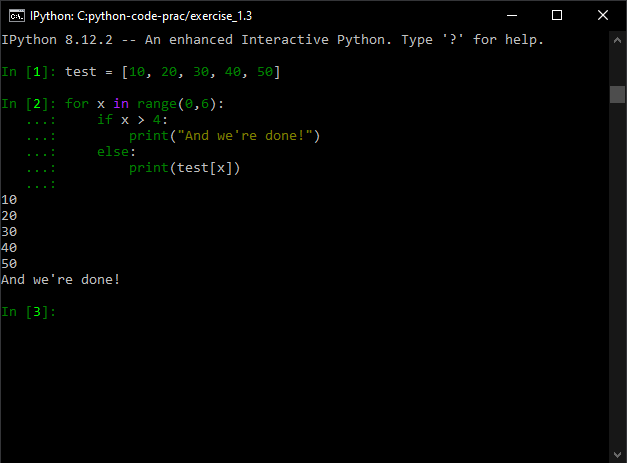 IPython: C:python-code-prac/exercise_1.3
IPython 8.12.2 -- An enhanced Interactive Python. Type '?' for help.
In [1]: test = [10, 20, 30, 40, 50]
In [2]: for x in range(0,6):
   ...:     if x > 4:
   ...:         print("And we're done!")
   ...:     else:
   ...:         print(test[x])
   ...:
10
20
30
40
50
And we're done!
In [3]: